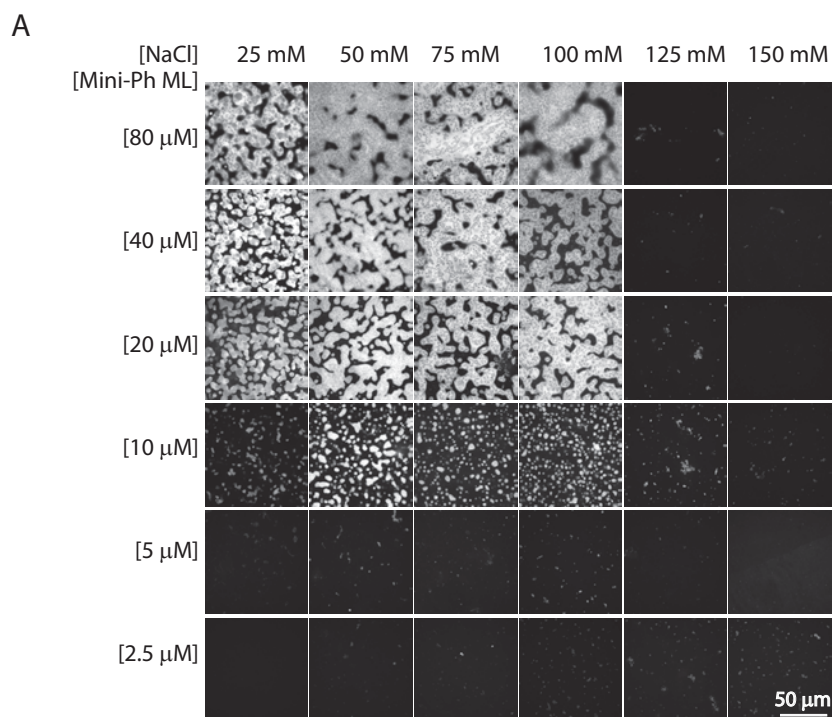 A
[NaCl] 25 mM 50 mM 75 mM 100 mM 125 mM 150 mM
[Mini-Ph ML]
[80 µM]
[40 µM]
[20 µM]
[10 µM]
[5 µM]
[2.5 µM]
50 µm